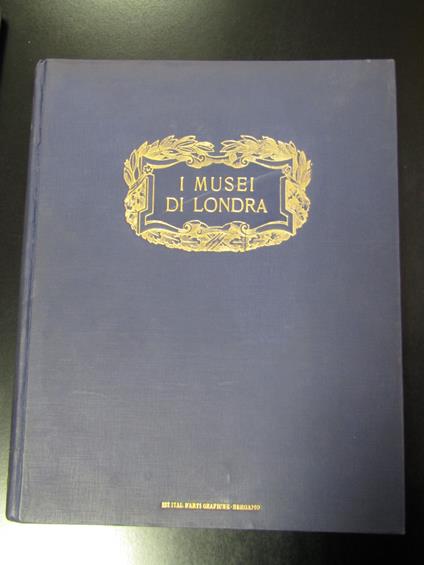 I MUSEI
DI LONDRA
IST. ITAL. D'ARTI GRAFICHE - BERGAMO